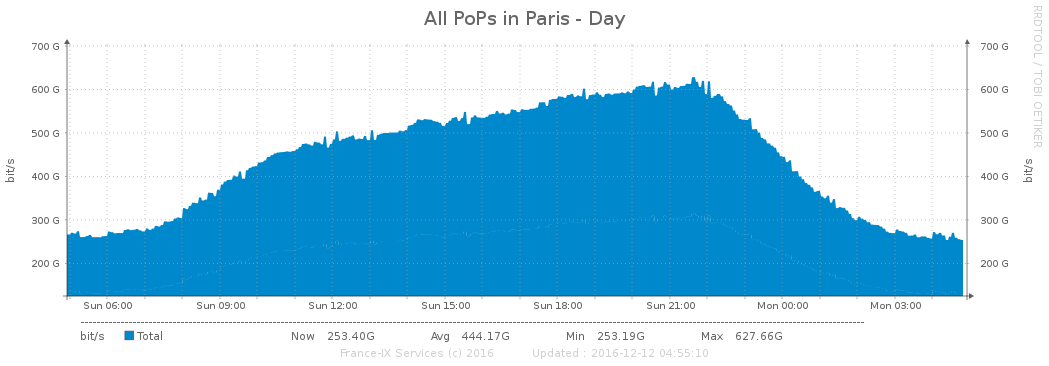 All PoPs in Paris - Day
RRDTOOL / TOBI OETIKER
700 G 700 G
600 G 600 G
500 G 500 G
400 G 400 G
300 G 300 G
200 G 200 G
bit/s bit/s
Sun 06:00 Sun 09:00 Sun 12:00 Sun 15:00 Sun 18:00 Sun 21:00 Mon 00:00 Mon 03:00
bit/s Total Now 253.40G Avg 444.17G Min 253.19G Max 627.66G
France-IX Services (c) 2016 Updated : 2016-12-12 04:55:10